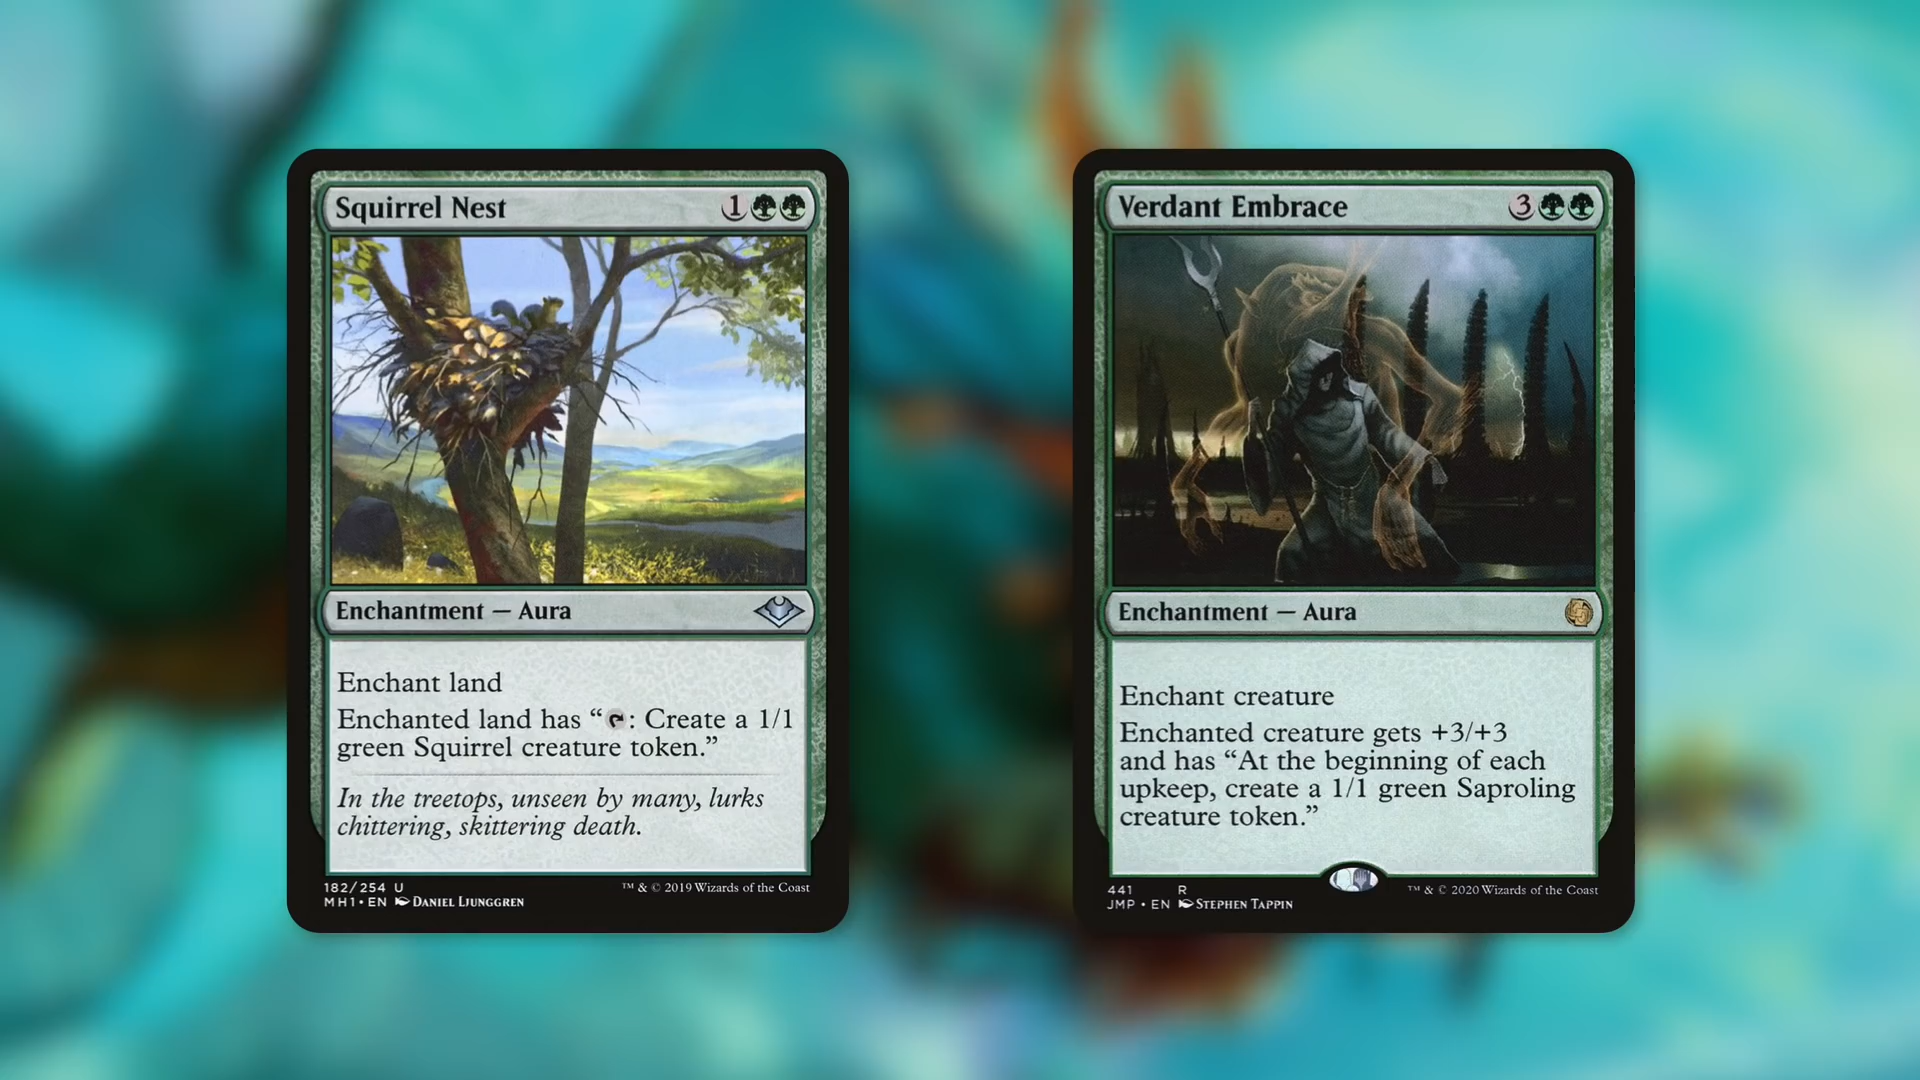 Squirrel Nest 1
Enchantment — Aura
Enchant land
Enchanted land has “ : Create a 1/1
green Squirrel creature token.”
In the treetops, unseen by many, lurks
chittering, skittering death.
182/254 U
MH1 • EN DANIEL LJUNGGREN
™ & © 2019 Wizards of the Coast
Verdant Embrace 3
Enchantment — Aura
Enchant creature
Enchanted creature gets +3/+3
and has “At the beginning of each
upkeep, create a 1/1 green Saproling
creature token.”
441 R
JMP • EN STEPHEN TAPPIN
™ & © 2020 Wizards of the Coast